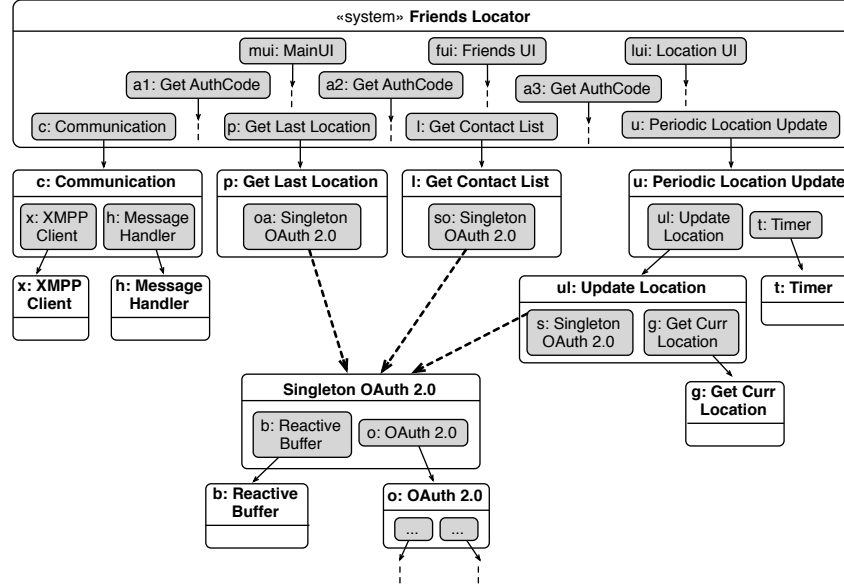 «system» Friends Locator
mui: MainUI
fui: Friends UI
lui: Location UI
a1: Get AuthCode
a2: Get AuthCode
a3: Get AuthCode
c: Communication
p: Get Last Location
l: Get Contact List
u: Periodic Location Update
c: Communication
x: XMPP
Client
h: Message
Handler
p: Get Last Location
oa: Singleton
OAuth 2.0
l: Get Contact List
so: Singleton
OAuth 2.0
u: Periodic Location Update
ul: Update
Location
t: Timer
x: XMPP
Client
h: Message
Handler
ul: Update Location
s: Singleton
OAuth 2.0
g: Get Curr
Location
t: Timer
Singleton OAuth 2.0
b: Reactive
Buffer
o: OAuth 2.0
g: Get Curr
Location
b: Reactive
Buffer
o: OAuth 2.0
...
...